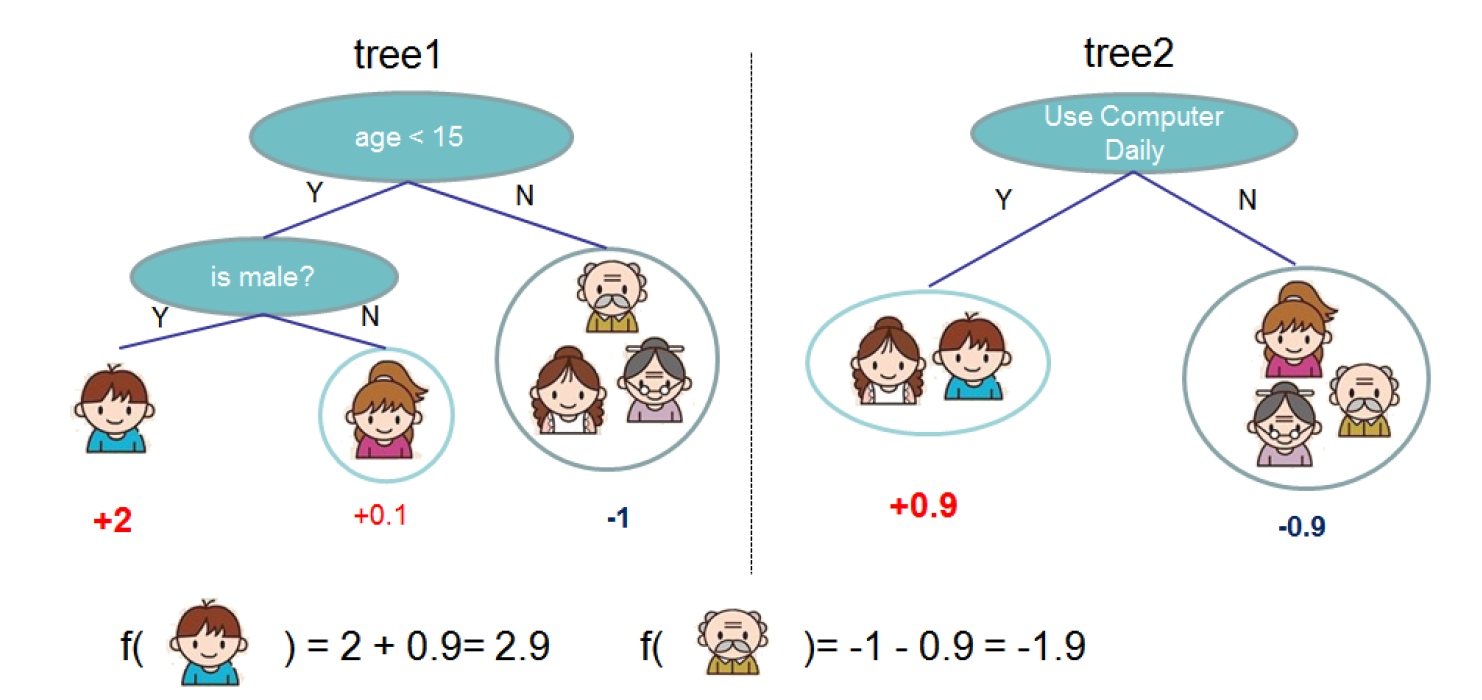 tree1
age < 15
Y
N
is male?
Y
N
+2
+0.1
-1
tree2
Use Computer
Daily
Y
N
+0.9
-0.9
f( ) = 2 + 0.9= 2.9
f( )= -1 - 0.9 = -1.9